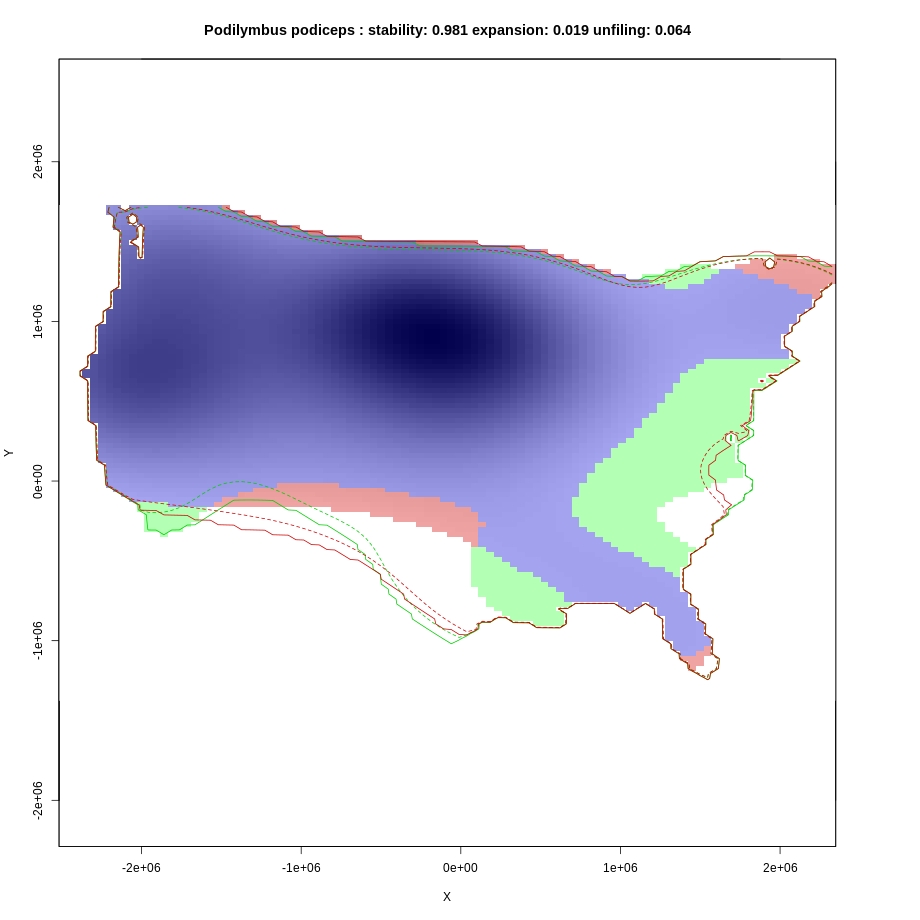 Podilymbus podiceps : stability: 0.981 expansion: 0.019 unfiling: 0.064
2e+06
1e+06
0e+00
-1e+06
-2e+06
Y
-2e+06 -1e+06 0e+00 1e+06 2e+06
X